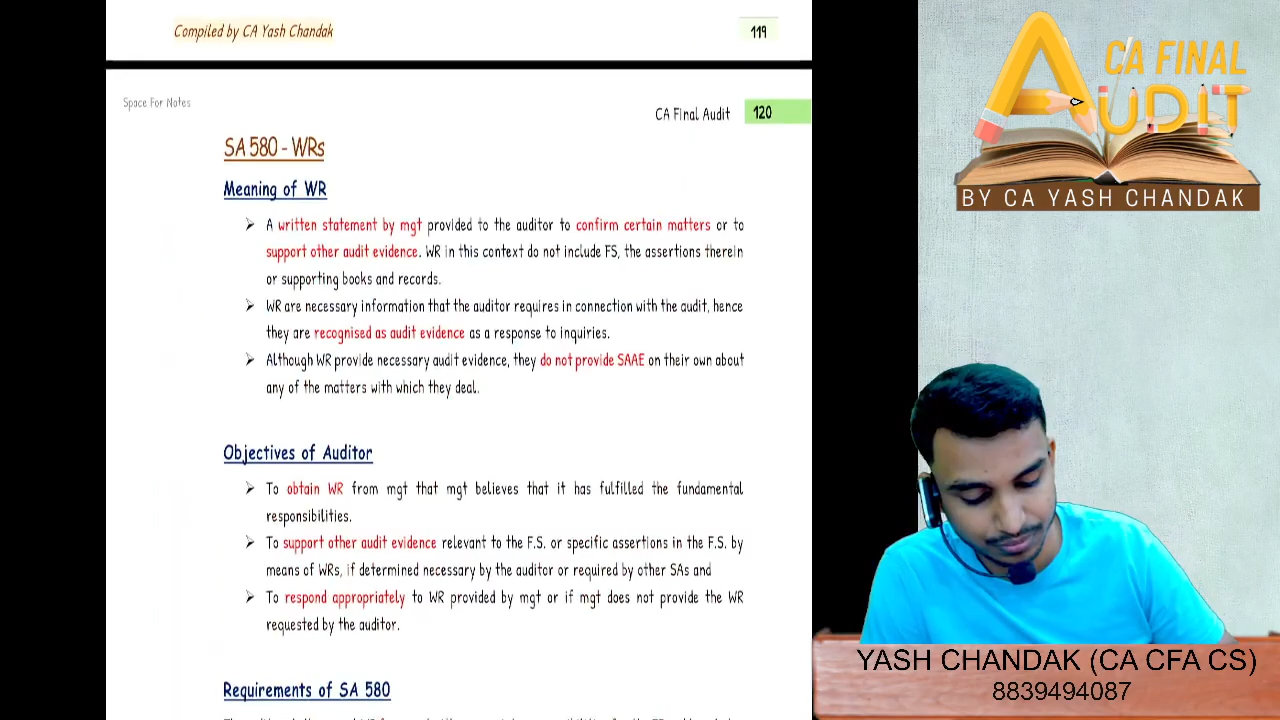 Compiled by CA Yash Chandak
119
Space For Notes
CA Final Audit
120
SA 580 - WRs
Meaning of WR
➢ A written statement by mgt provided to the auditor to confirm certain matters or to
support other audit evidence. WR in this context do not include FS, the assertions therein
or supporting books and records.
➢ WR are necessary information that the auditor requires in connection with the audit, hence
they are recognised as audit evidence as a response to inquiries.
➢ Although WR provide necessary audit evidence, they do not provide SAAE on their own about
any of the matters with which they deal.
Objectives of Auditor
➢ To obtain WR from mgt that mgt believes that it has fulfilled the fundamental
responsibilities.
➢ To support other audit evidence relevant to the F.S. or specific assertions in the F.S. by
means of WRs, if determined necessary by the auditor or required by other SAs and
➢ To respond appropriately to WR provided by mgt or if mgt does not provide the WR
requested by the auditor.
Requirements of SA 580
CA FINAL
AUDIT
BY CA YASH CHANDAK
YASH CHANDAK (CA CFA CS)
8839494087